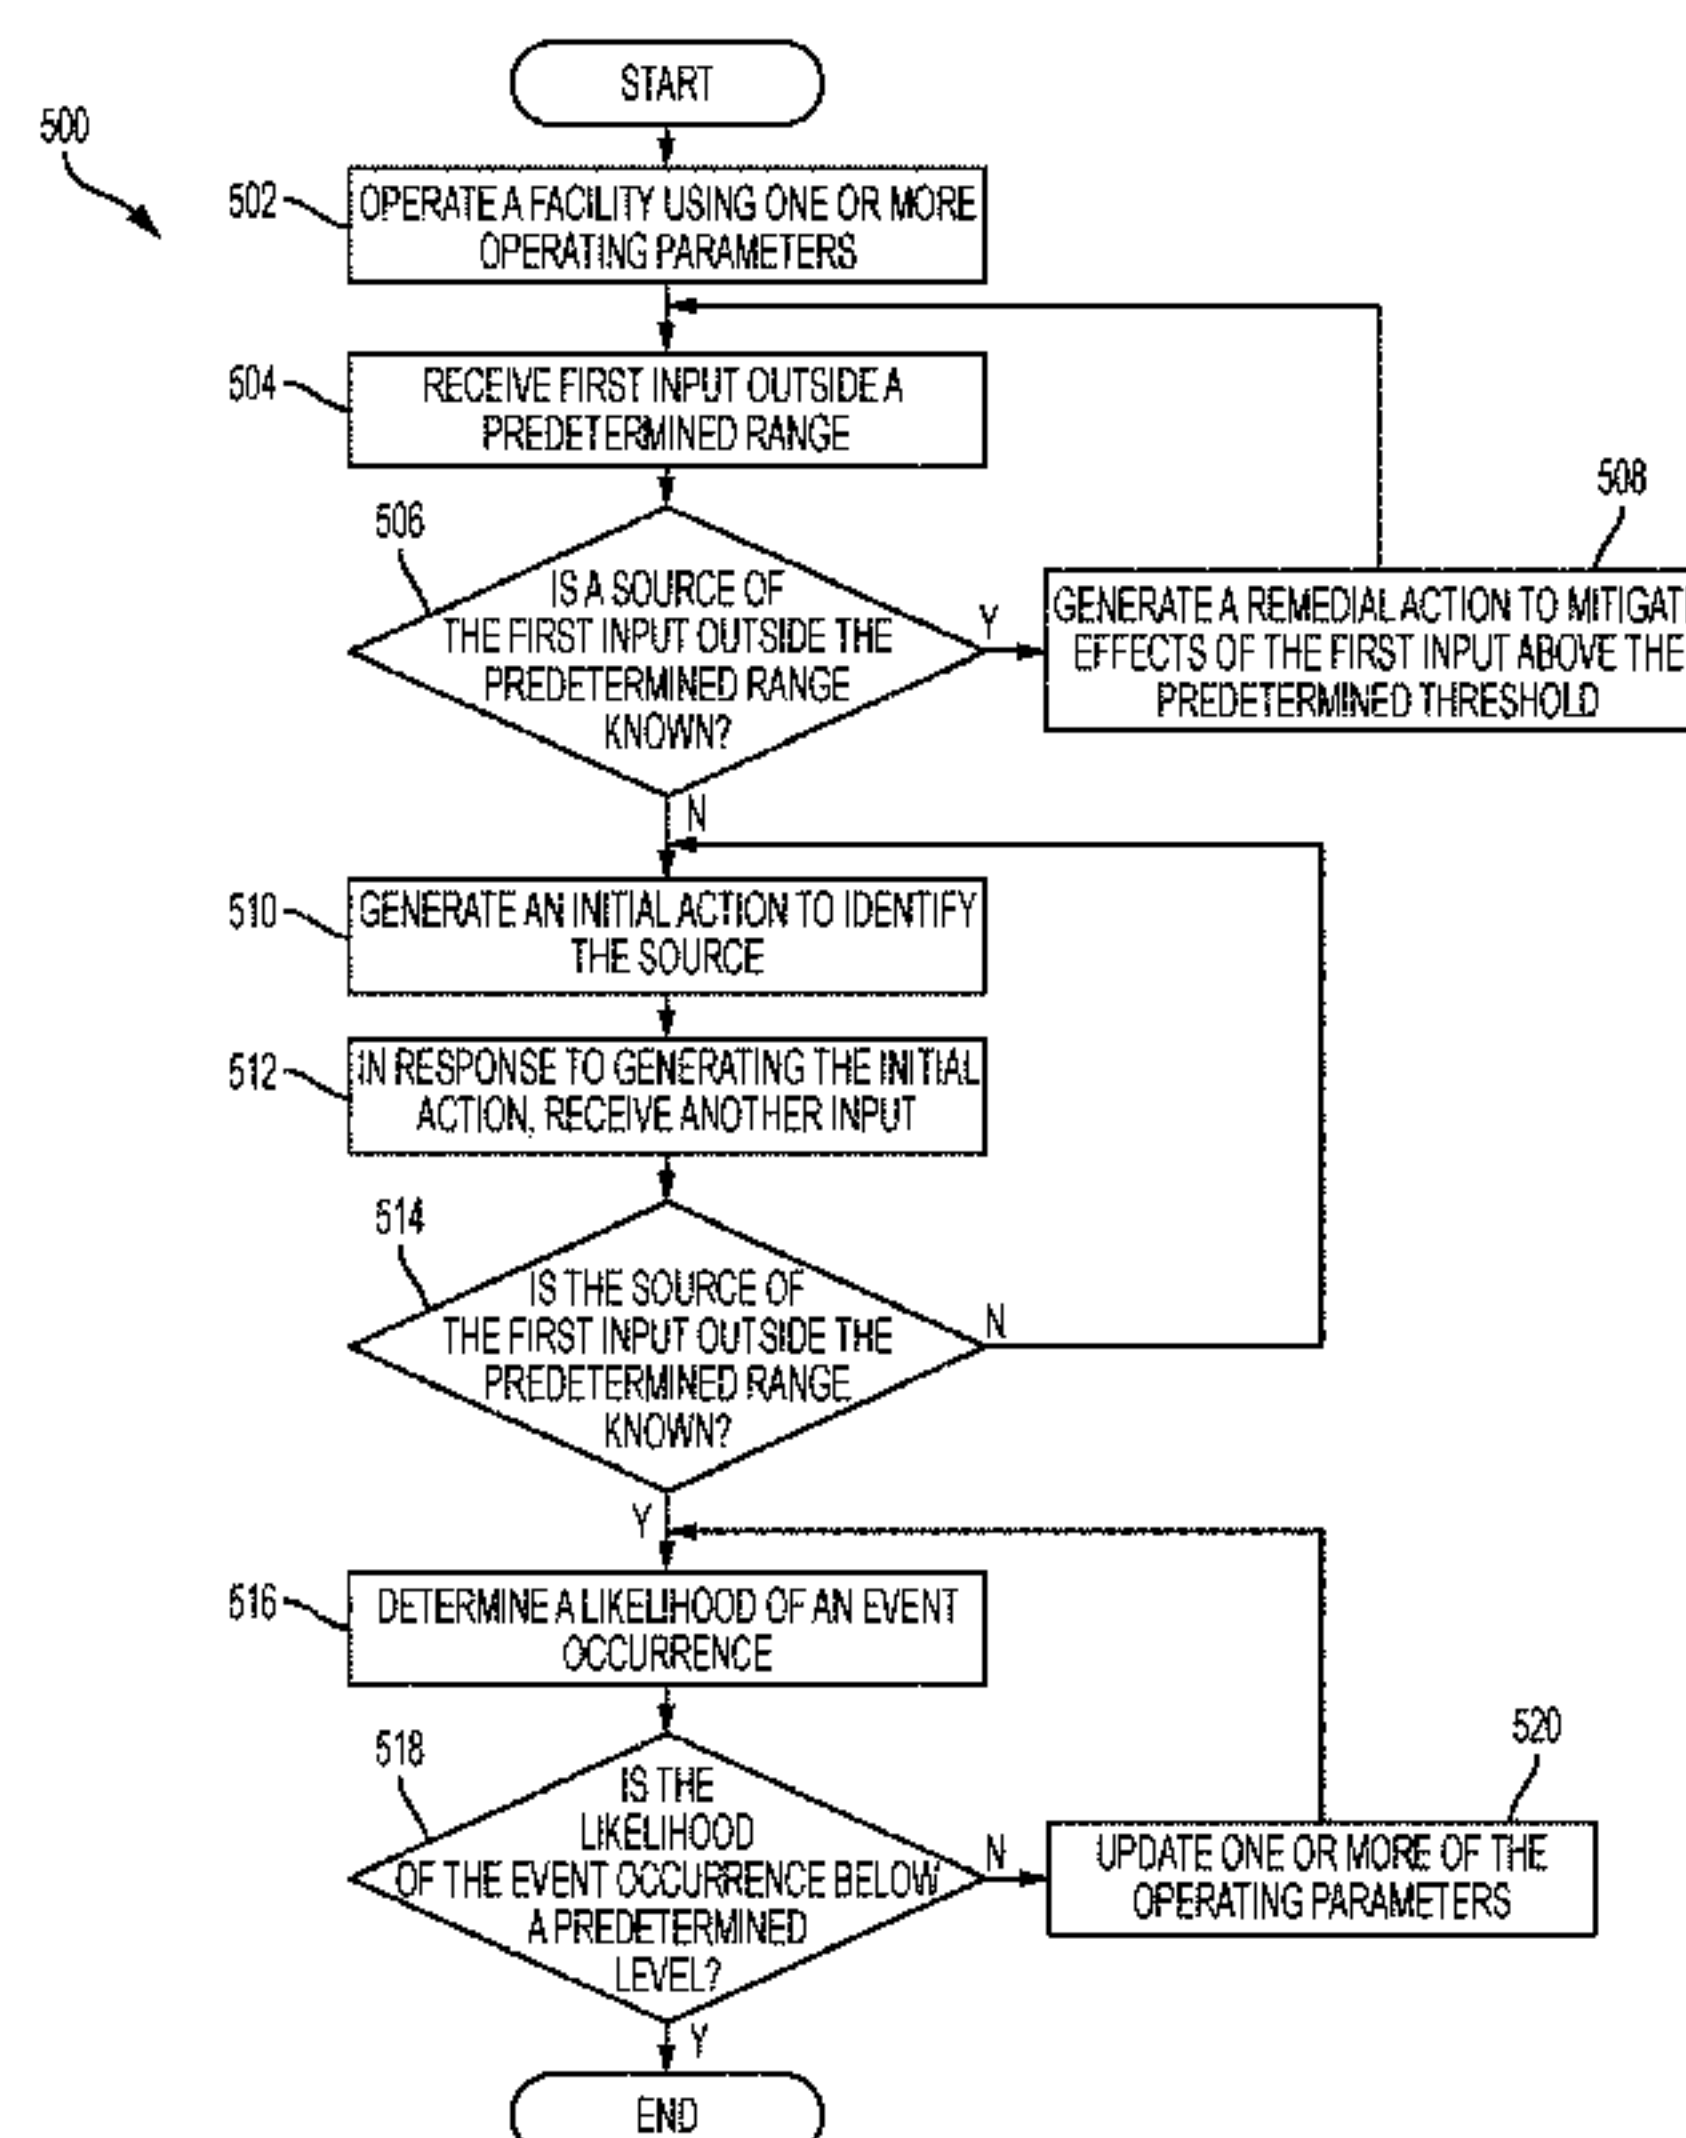 START
500
502
OPERATE A FACILITY USING ONE OR MORE
OPERATING PARAMETERS
504
RECEIVE FIRST INPUT OUTSIDE A
PREDETERMINED RANGE
506
IS A SOURCE OF
THE FIRST INPUT OUTSIDE THE
PREDETERMINED RANGE
KNOWN?
Y
508
GENERATE A REMEDIAL ACTION TO MITIGAT
EFFECTS OF THE FIRST INPUT ABOVE THE
PREDETERMINED THRESHOLD
N
510
GENERATE AN INITIAL ACTION TO IDENTIFY
THE SOURCE
512
IN RESPONSE TO GENERATING THE INITIAL
ACTION, RECEIVE ANOTHER INPUT
514
IS THE SOURCE OF
THE FIRST INPUT OUTSIDE THE
PREDETERMINED RANGE
KNOWN?
N
Y
516
DETERMINE A LIKELIHOOD OF AN EVENT
OCCURRENCE
518
IS THE
LIKELIHOOD
OF THE EVENT OCCURRENCE BELOW
A PREDETERMINED
LEVEL?
N
520
UPDATE ONE OR MORE OF THE
OPERATING PARAMETERS
Y
END